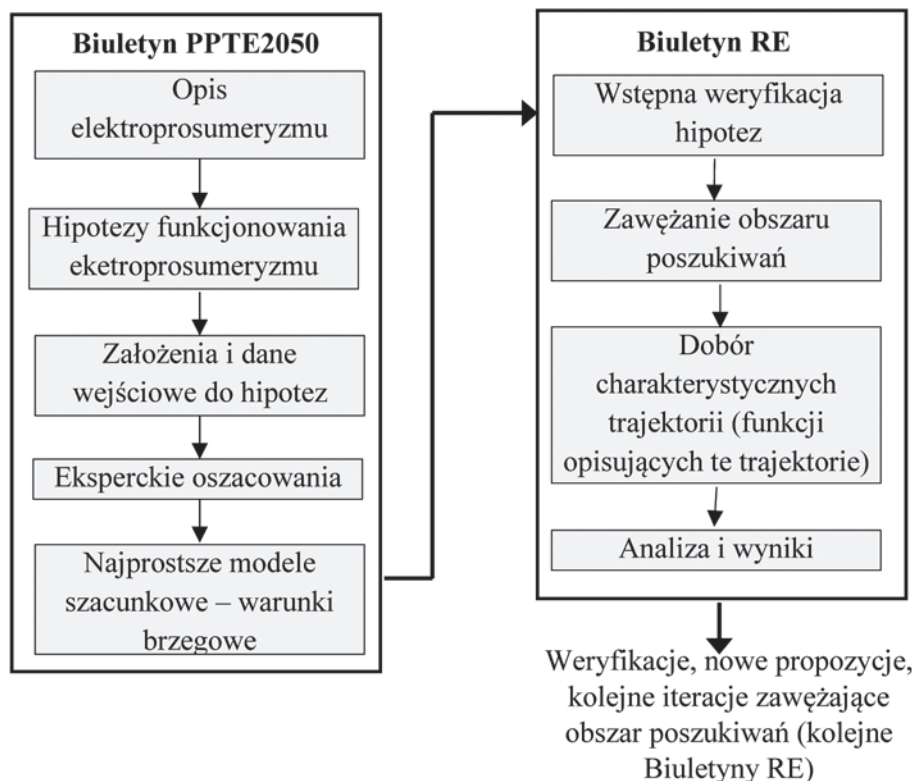 Biuletyn PPTE2050
Opis
elektroprosumeryzmu
Hipotezy funkcjonowania
eketroprosumeryzmu
Założenia i dane
wejściowe do hipotez
Eksperckie oszacowania
Najprostsze modele
szacunkowe – warunki
brzegowe
Biuletyn RE
Wstępna weryfikacja
hipotez
Zawężanie obszaru
poszukiwań
Dobór
charakterystycznych
trajektorii (funkcji
opisujących te trajektorie)
Analiza i wyniki
Weryfikacje, nowe propozycje,
kolejne iteracje zawężające
obszar poszukiwań (kolejne
Biuletyny RE)